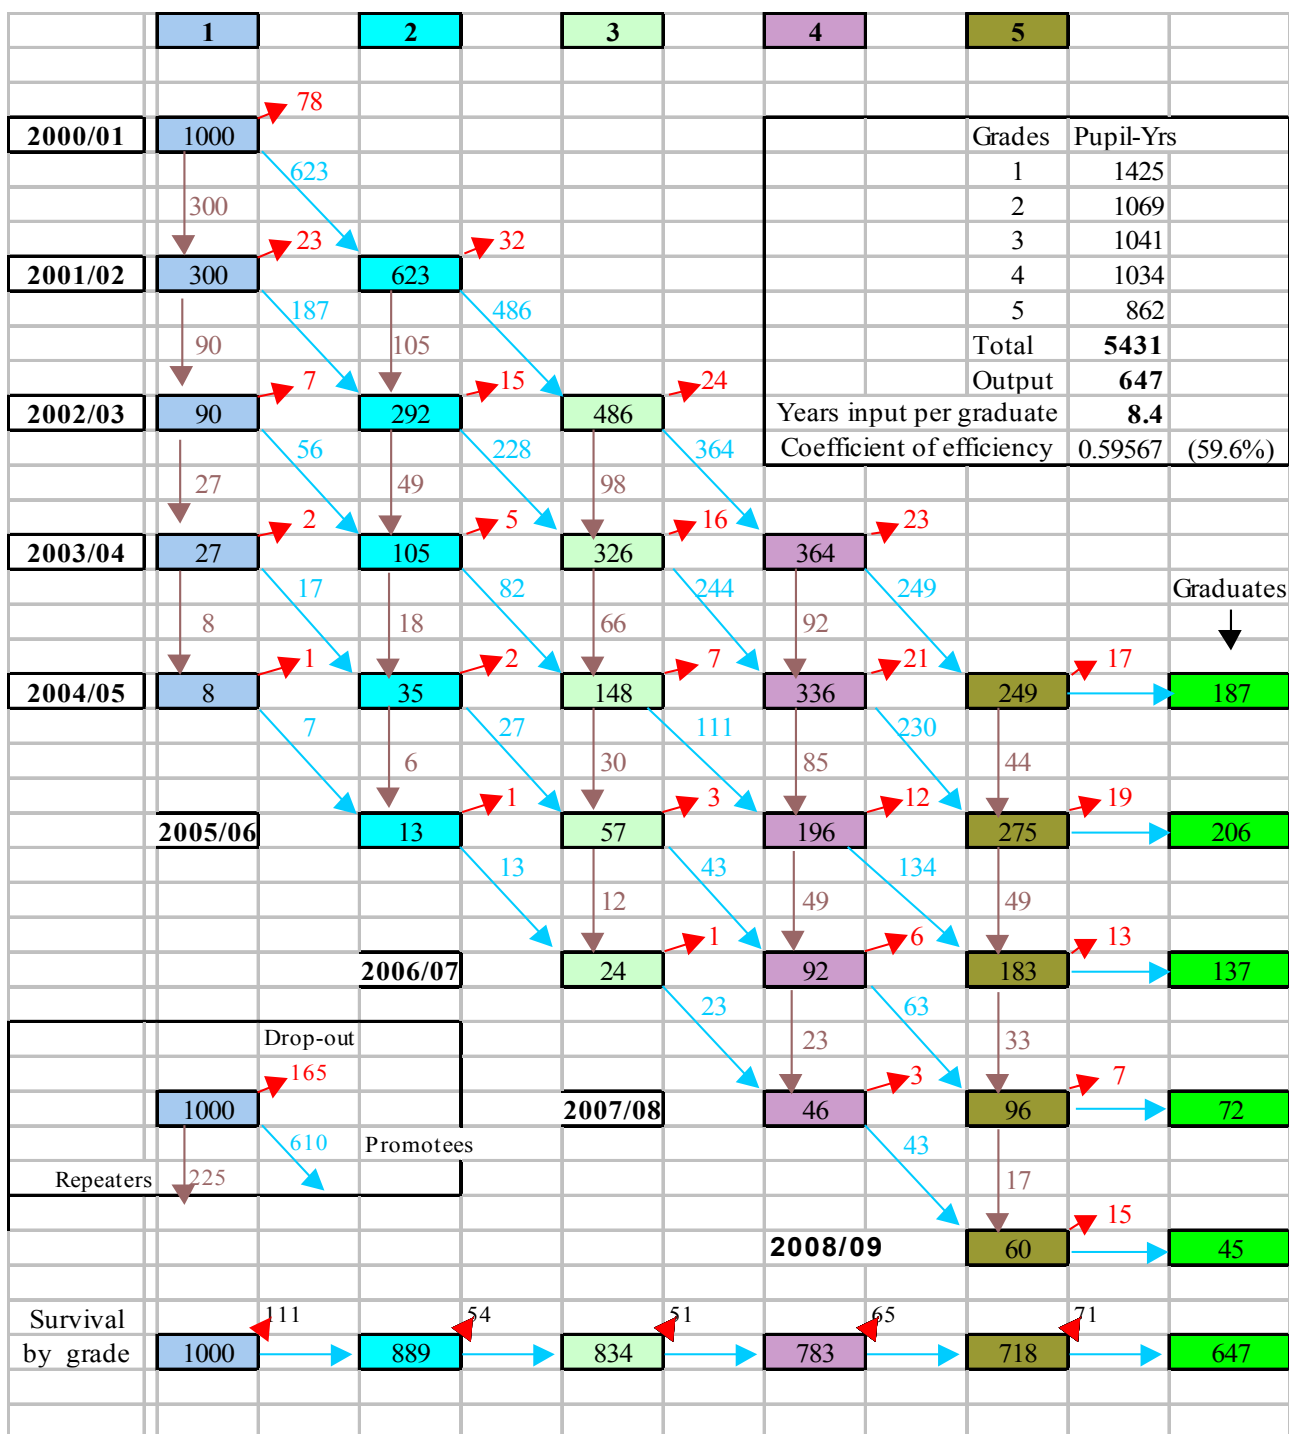 1 2 3 4 5
78
2000/01 1000 Grades Pupil-Yrs
623 1 1425
300 2 1069
23 32 3 1041
2001/02 300 623 4 1034
187 486 5 862
90 105 Total 5431
7 15 24 Output 647
2002/03 90 292 486 Years input per graduate 8.4
56 228 364 Coefficient of efficiency 0.59567 (59.6%)
27 49 98
2 5 16 23
2003/04 27 105 326 364
17 82 244 249 Graduates
8 18 66 92
1 2 7 21 17
2004/05 8 35 148 336 249 187
7 27 111 230
6 30 85 44
1 3 12 19
2005/06 13 57 196 275 206
13 43 134
12 49 49
1 6 13
2006/07 24 92 183 137
23 63
Drop-out 23 33
165 3 7
1000 2007/08 46 96 72
610 Promotees 43
Repeaters 225 17
15
2008/09 60 45
Survival 111 54 51 65 71
by grade 1000 889 834 783 718 647